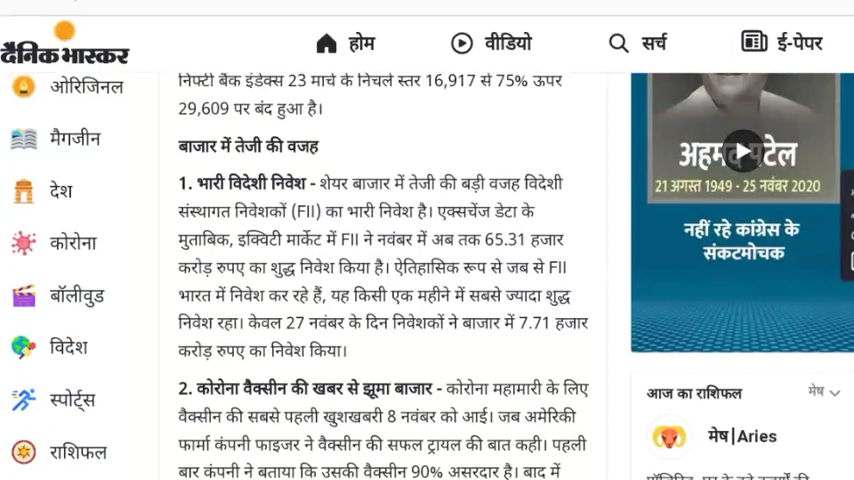 दैनिक भास्कर
होम
वीडियो
सर्च
ई-पेपर
ओरिजिनल
मैगजीन
देश
कोरोना
बॉलीवुड
विदेश
स्पोर्ट्स
राशिफल
निफ्टी बैंक इंडेक्स 23 मार्च के निचले स्तर 16,917 से 75% ऊपर
29,609 पर बंद हुआ है।
बाजार में तेजी की वजह
1. भारी विदेशी निवेश - शेयर बाजार में तेजी की बड़ी वजह विदेशी
संस्थागत निवेशकों (FII) का भारी निवेश है। एक्सचेंज डेटा के
मुताबिक, इक्विटी मार्केट में FII ने नवंबर में अब तक 65.31 हजार
करोड़ रुपए का शुद्ध निवेश किया है। ऐतिहासिक रूप से जब से FII
भारत में निवेश कर रहे हैं, यह किसी एक महीने में सबसे ज्यादा शुद्ध
निवेश रहा। केवल 27 नवंबर के दिन निवेशकों ने बाजार में 7.71 हजार
करोड़ रुपए का निवेश किया।
2. कोरोना वैक्सीन की खबर से झूमा बाजार - कोरोना महामारी के लिए
वैक्सीन की सबसे पहली खुशखबरी 8 नवंबर को आई। जब अमेरिकी
फार्मा कंपनी फाइजर ने वैक्सीन की सफल ट्रायल की बात कही। पहली
बार कंपनी ने बताया कि उसकी वैक्सीन 90% असरदार है। बाद में
अहमद पटेल
21 अगस्त 1949 - 25 नवंबर 2020
नहीं रहे कांग्रेस के
संकटमोचक
आज का राशिफल
मेष
मेष|Aries